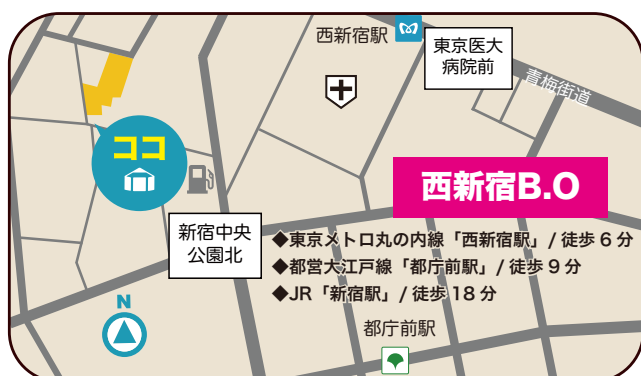 西新宿駅
東京医大
病院前
青梅街道
ココ
西新宿B.O
新宿中央
公園北
◆東京メトロ丸の内線「西新宿駅」/ 徒歩 6 分
◆都営大江戸線「都庁前駅」/ 徒歩 9 分
◆JR「新宿駅」/ 徒歩 18 分
N
都庁前駅